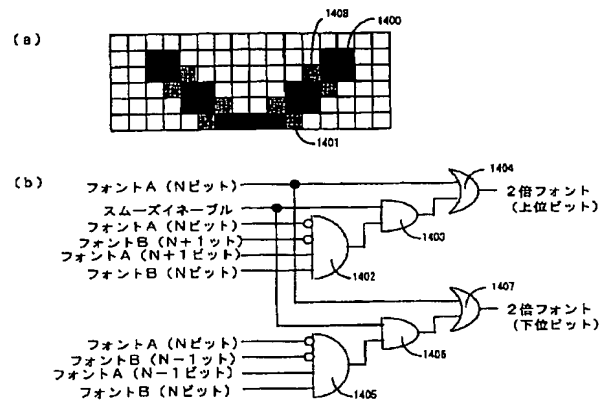 (a)
1408
1400
1401
(b)
フォントA (Nビット)
スムーズイネーブル
フォントA (Nビット)
フォントB (N+1ット)
フォントA (N+1ビット)
フォントB (Nビット)
1402
1403
1404
2倍フォント
(上位ビット)
フォントA (Nビット)
フォントB (N−1ット)
フォントA (N−1ビット)
フォントB (Nビット)
1405
1406
1407
2倍フォント
(下位ビット)